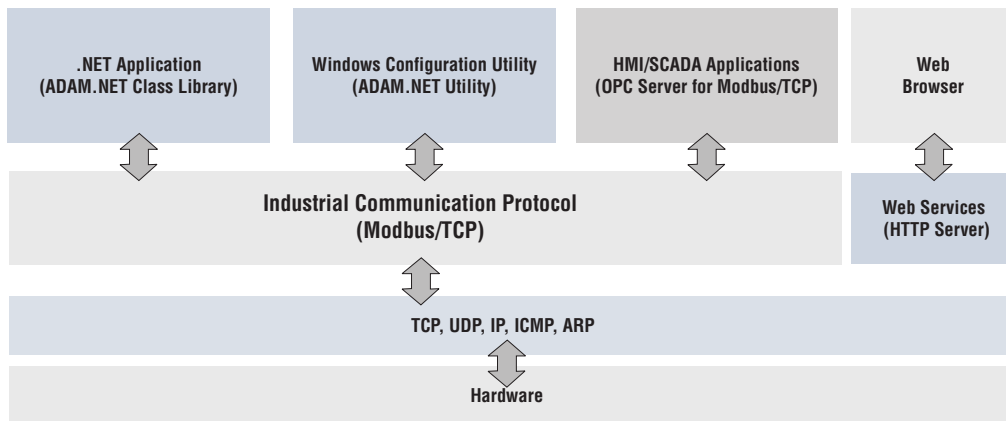 .NET Application
(ADAM.NET Class Library)
Windows Configuration Utility
(ADAM.NET Utility)
HMI/SCADA Applications
(OPC Server for Modbus/TCP)
Web
Browser
Industrial Communication Protocol
(Modbus/TCP)
Web Services
(HTTP Server)
TCP, UDP, IP, ICMP, ARP
Hardware